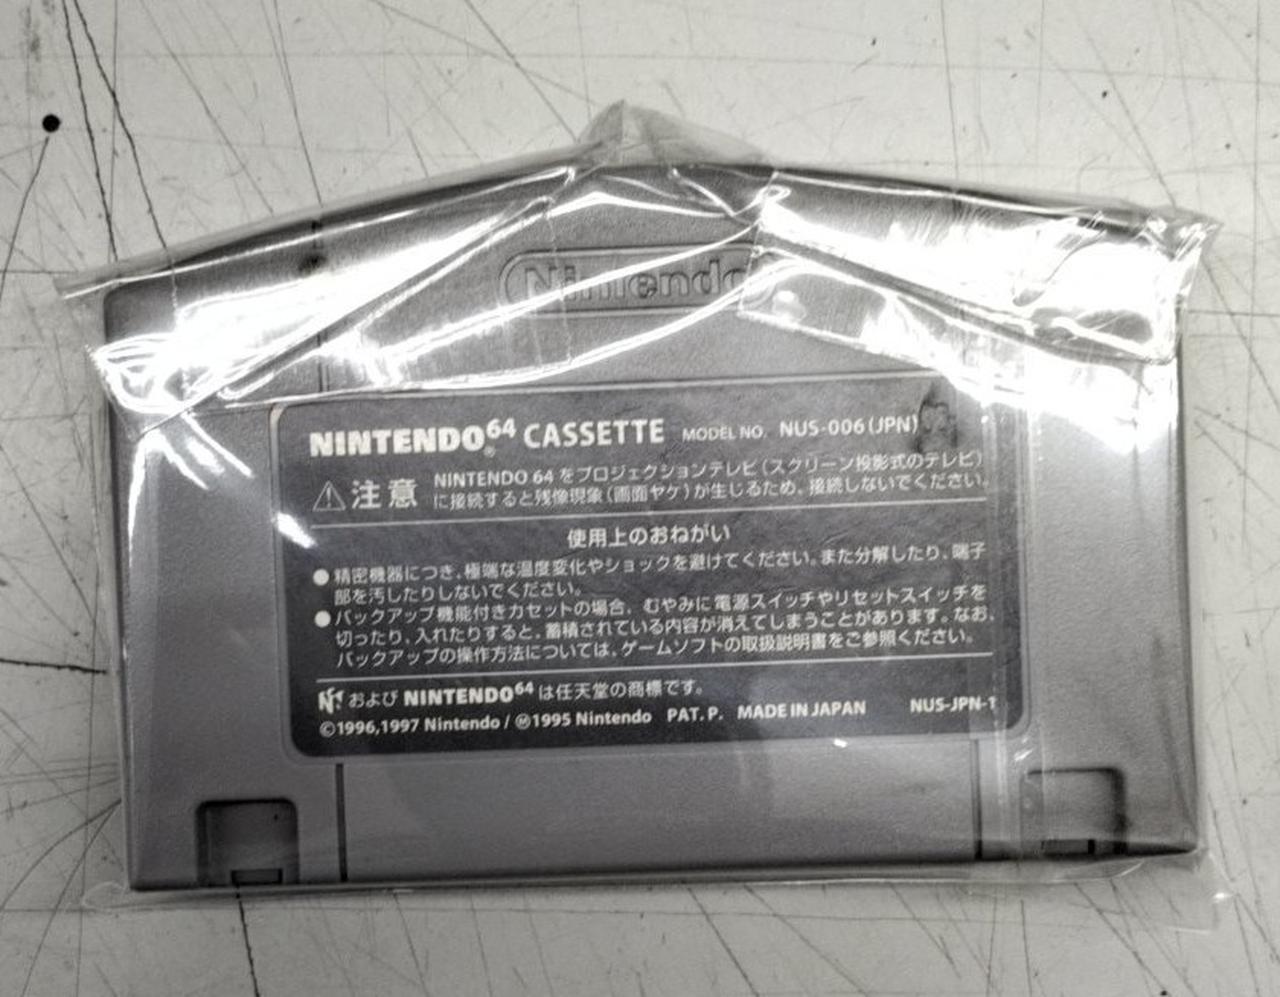 Nintendo
NINTENDO64® CASSETTE MODEL NO. NUS-006(JPN)
⚠注意 NINTENDO 64 をプロジェクションテレビ(スクリーン投影式のテレビ)
に接続すると残像現象(画面ヤケ)が生じるため、接続しないでください。
使用上のおねがい
●精密機器につき、極端な温度変化やショックを避けてください。また分解したり、端子
部を汚したりしないでください。
●バックアップ機能付きカセットの場合、むやみに電源スイッチやリセットスイッチを
切ったり、入れたりすると、蓄積されている内容が消えてしまうことがあります。なお、
バックアップの操作方法については、ゲームソフトの取扱説明書をご参照ください。
および NINTENDO64 は任天堂の商標です。
©1996,1997 Nintendo / Ⓜ1995 Nintendo PAT. P. MADE IN JAPAN NUS-JPN-1